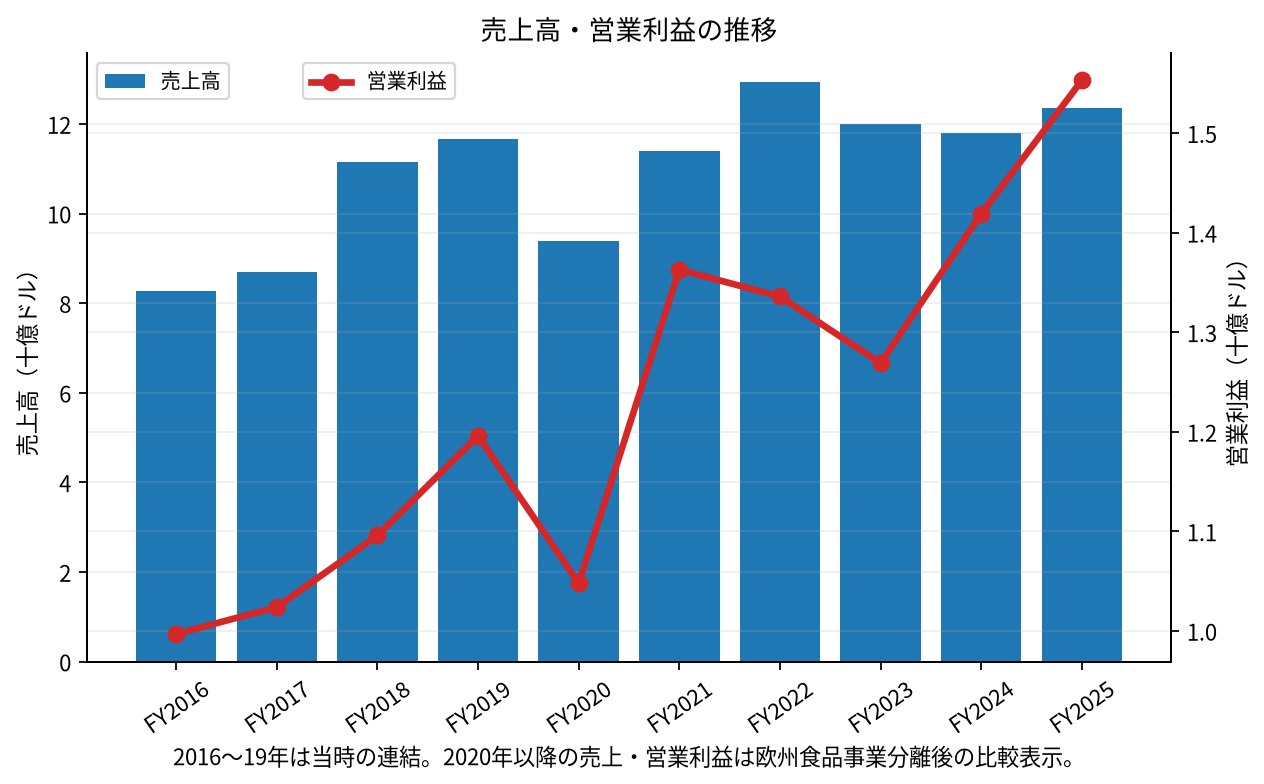 売上高・営業利益の推移
売上高
営業利益
売上高（十億ドル）
12
10
8
6
4
2
0
1.5
1.4
1.3
1.2
1.1
1.0
営業利益（十億ドル）
FY2016
FY2017
FY2018
FY2019
FY2020
FY2021
FY2022
FY2023
FY2024
FY2025
2016～19年は当時の連結。2020年以降の売上・営業利益は欧州食品事業分離後の比較表示。